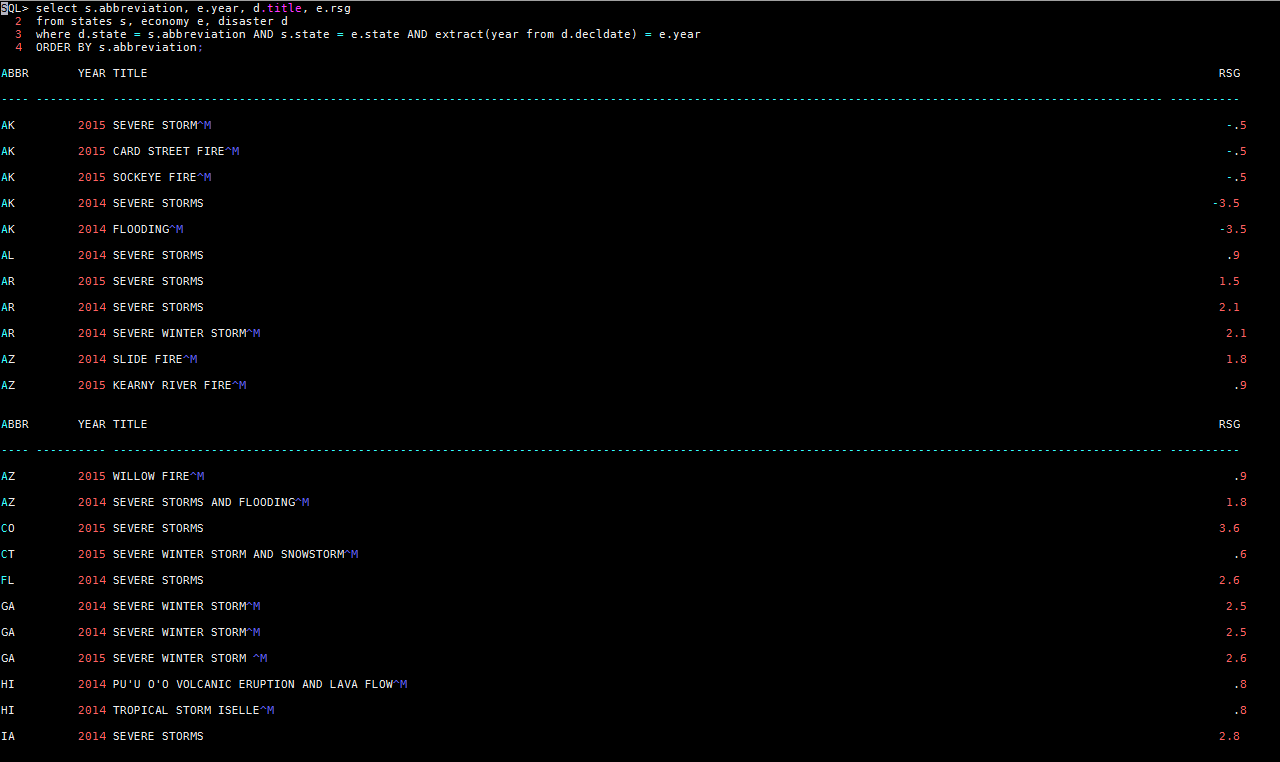 SQL> select s.abbreviation, e.year, d.title, e.rsg
2 from states s, economy e, disaster d
3 where d.state = s.abbreviation AND s.state = e.state AND extract(year from d.decldate) = e.year
4 ORDER BY s.abbreviation;
ABBR YEAR TITLE RSG
---- ---------- ------------------------------------------------------------------------------------------------------------------------------------------------------ ----------
AK 2015 SEVERE STORM^M -.5
AK 2015 CARD STREET FIRE^M -.5
AK 2015 SOCKEYE FIRE^M -.5
AK 2014 SEVERE STORMS -3.5
AK 2014 FLOODING^M -3.5
AL 2014 SEVERE STORMS .9
AR 2015 SEVERE STORMS 1.5
AR 2014 SEVERE STORMS 2.1
AR 2014 SEVERE WINTER STORM^M 2.1
AZ 2014 SLIDE FIRE^M 1.8
AZ 2015 KEARNY RIVER FIRE^M .9
ABBR YEAR TITLE RSG
---- ---------- ------------------------------------------------------------------------------------------------------------------------------------------------------ ----------
AZ 2015 WILLOW FIRE^M .9
AZ 2014 SEVERE STORMS AND FLOODING^M 1.8
CO 2015 SEVERE STORMS 3.6
CT 2015 SEVERE WINTER STORM AND SNOWSTORM^M .6
FL 2014 SEVERE STORMS 2.6
GA 2014 SEVERE WINTER STORM^M 2.5
GA 2014 SEVERE WINTER STORM^M 2.5
GA 2015 SEVERE WINTER STORM ^M 2.6
HI 2014 PU'U O'O VOLCANIC ERUPTION AND LAVA FLOW^M .8
HI 2014 TROPICAL STORM ISELLE^M .8
IA 2014 SEVERE STORMS 2.8